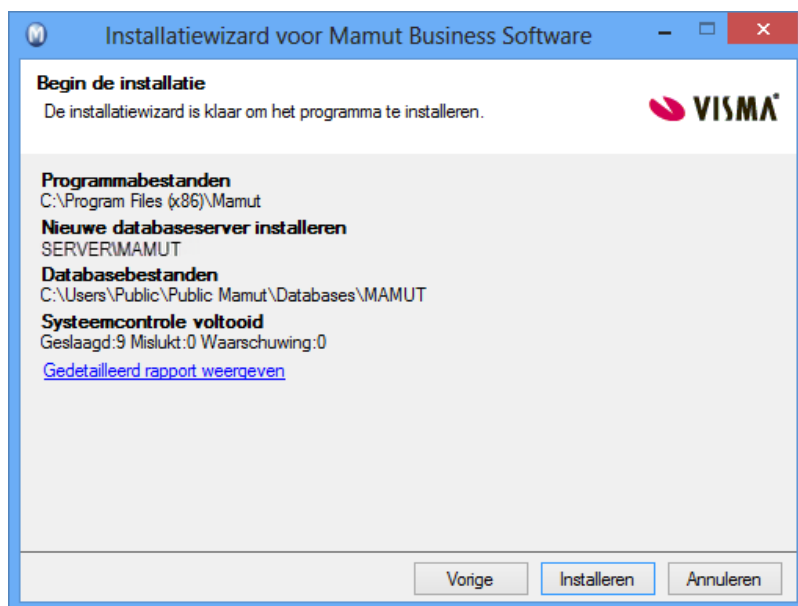 Installatiewizard voor Mamut Business Software
Begin de installatie
De installatiewizard is klaar om het programma te installeren.
VISMA
Programmabestanden
C:\Program Files (x86)\Mamut
Nieuwe databaseserver installeren
SERVER\MAMUT
Databasebestanden
C:\Users\Public\Public Mamut\Databases\MAMUT
Systeemcontrole voltooid
Geslaagd:9 Mislukt:0 Waarschuwing:0
Gedetailleerd rapport weergeven
Vorige Installeren Annuleren